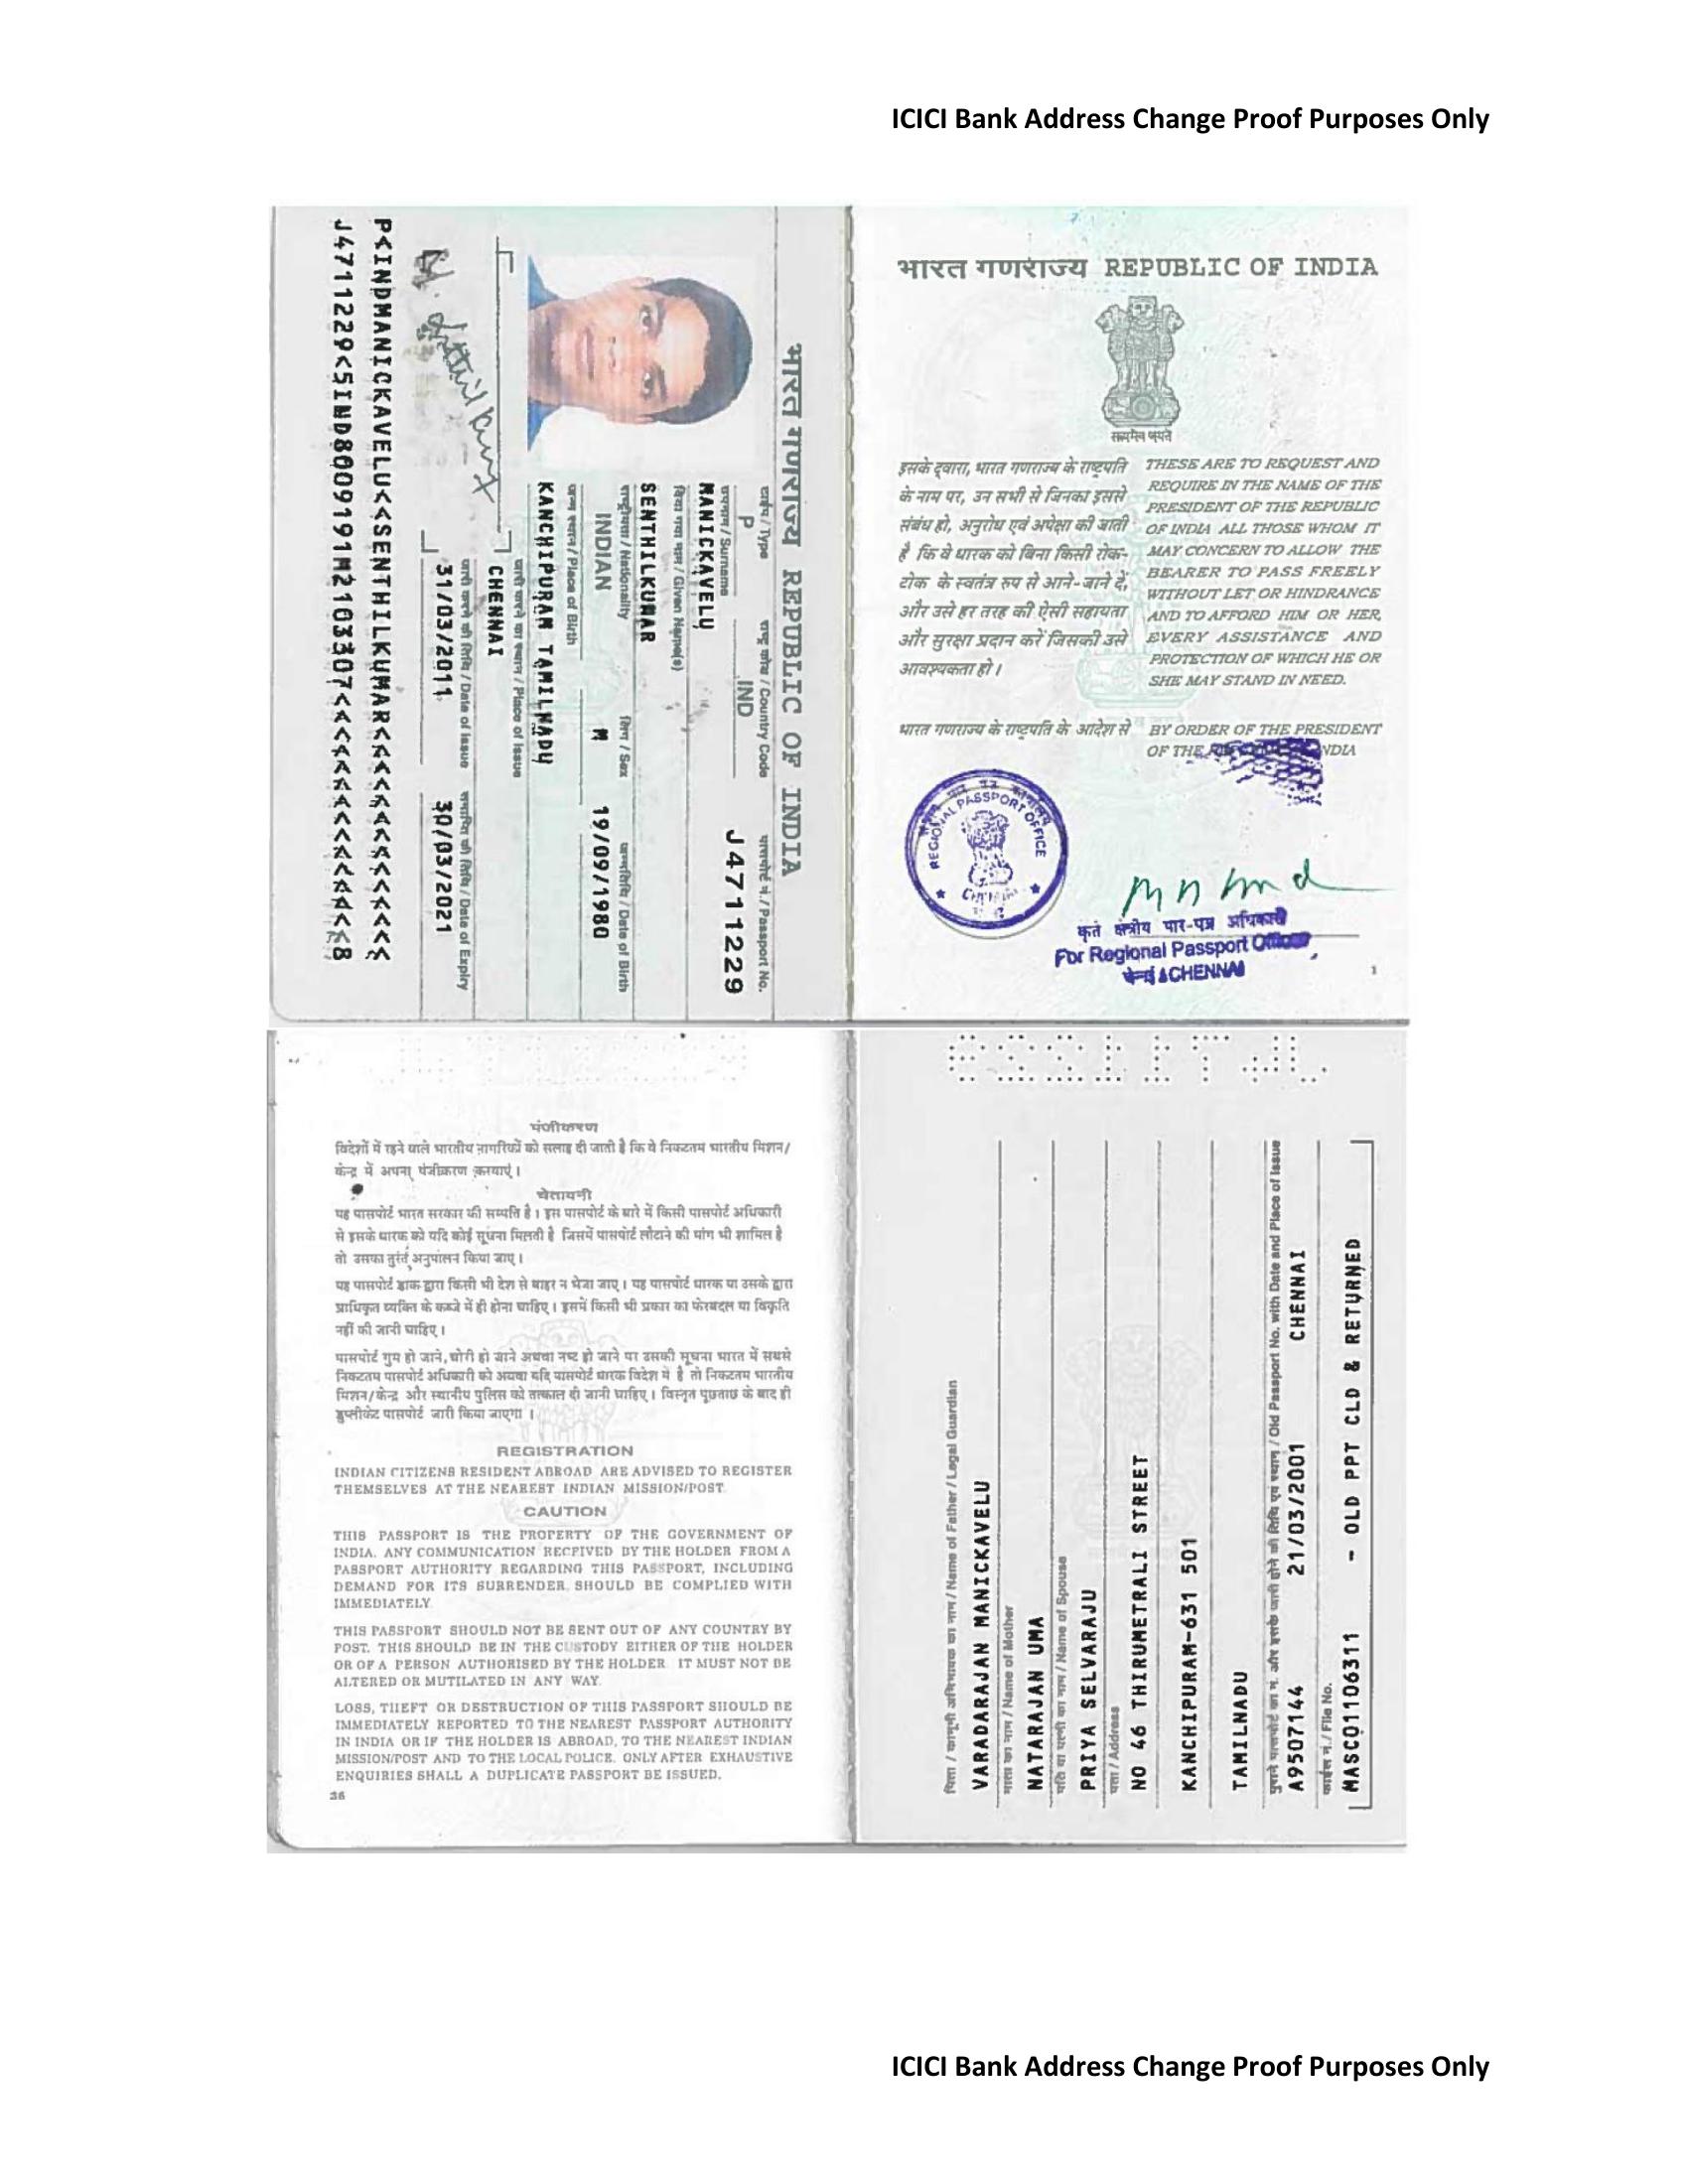 ICICI Bank Address Change Proof Purposes Only
भारत गणराज्य REPUBLIC OF INDIA
टाईप / Type
P
राष्ट्र कोड / Country Code
IND
पासपोर्ट नं. / Passport No.
J4711229
उपनाम / Surname
MANICKAVELU
दिया गया नाम / Given Name(s)
SENTHILKUMAR
राष्ट्रीयता / Nationality
INDIAN
लिंग / Sex
M
जन्मतिथि / Date of Birth
19/09/1980
जन्म स्थान / Place of Birth
KANCHIPURAM TAMILNADU
जारी करने का स्थान / Place of Issue
CHENNAI
जारी करने की तिथि / Date of Issue
31/03/2011
समाप्ति की तिथि / Date of Expiry
30/03/2021
P<INDMANICKAVELU<<SENTHILKUMAR<<<<<<<<<<<<<<
J4711229<5IND8009191M2103307<<<<<<<<<<<<<<<8
भारत गणराज्य REPUBLIC OF INDIA
सत्यमेव जयते
इसके द्वारा, भारत गणराज्य के राष्ट्रपति
के नाम पर, उन सभी से जिनका इससे
संबंध हो, अनुरोध एवं अपेक्षा की जाती
है कि वे धारक को बिना किसी रोक-
टोक के स्वतंत्र रुप से आने-जाने दें,
और उसे हर तरह की ऐसी सहायता
और सुरक्षा प्रदान करें जिसकी उसे
आवश्यकता हो।
THESE ARE TO REQUEST AND
REQUIRE IN THE NAME OF THE
PRESIDENT OF THE REPUBLIC
OF INDIA ALL THOSE WHOM IT
MAY CONCERN TO ALLOW THE
BEARER TO PASS FREELY
WITHOUT LET OR HINDRANCE
AND TO AFFORD HIM OR HER,
EVERY ASSISTANCE AND
PROTECTION OF WHICH HE OR
SHE MAY STAND IN NEED.
भारत गणराज्य के राष्ट्रपति के आदेश से
BY ORDER OF THE PRESIDENT
OF THE
REGIONAL PASSPORT OFFICE
कृते क्षेत्रीय पार-पत्र अधिकारी
For Regional Passport Officer
चेन्नई CHENNAI
1
पंजीकरण
विदेशों में रहने वाले भारतीय नागरिकों को सलाह दी जाती है कि वे निकटतम भारतीय मिशन/
केन्द्र में अपना पंजीकरण करवाएं।
चेतावनी
यह पासपोर्ट भारत सरकार की सम्पत्ति है। इस पासपोर्ट के बारे में किसी पासपोर्ट अधिकारी
से इसके धारक को यदि कोई सूचना मिलती है जिसमें पासपोर्ट लौटाने की मांग भी शामिल है
तो उसका तुरंत अनुपालन किया जाए।
यह पासपोर्ट डाक द्वारा किसी भी देश से बाहर न भेजा जाए। यह पासपोर्ट धारक या उसके द्वारा
प्राधिकृत व्यक्ति के कब्जे में ही होना चाहिए। इसमें किसी भी प्रकार का फेरबदल या विकृति
नहीं की जानी चाहिए।
पासपोर्ट गुम हो जाने, चोरी हो जाने अथवा नष्ट हो जाने पर उसकी सूचना भारत में सबसे
निकटतम पासपोर्ट अधिकारी को अथवा यदि पासपोर्ट धारक विदेश में है तो निकटतम भारतीय
मिशन/केन्द्र और स्थानीय पुलिस को तत्काल दी जानी चाहिए। विस्तृत पूछताछ के बाद ही
डुप्लीकेट पासपोर्ट जारी किया जाएगा।
REGISTRATION
INDIAN CITIZENS RESIDENT ABROAD ARE ADVISED TO REGISTER
THEMSELVES AT THE NEAREST INDIAN MISSION/POST.
CAUTION
THIS PASSPORT IS THE PROPERTY OF THE GOVERNMENT OF
INDIA. ANY COMMUNICATION RECEIVED BY THE HOLDER FROM A
PASSPORT AUTHORITY REGARDING THIS PASSPORT, INCLUDING
DEMAND FOR ITS SURRENDER, SHOULD BE COMPLIED WITH
IMMEDIATELY.
THIS PASSPORT SHOULD NOT BE SENT OUT OF ANY COUNTRY BY
POST. THIS SHOULD BE IN THE CUSTODY EITHER OF THE HOLDER
OR OF A PERSON AUTHORISED BY THE HOLDER. IT MUST NOT BE
ALTERED OR MUTILATED IN ANY WAY.
LOSS, THEFT OR DESTRUCTION OF THIS PASSPORT SHOULD BE
IMMEDIATELY REPORTED TO THE NEAREST PASSPORT AUTHORITY
IN INDIA OR IF THE HOLDER IS ABROAD, TO THE NEAREST INDIAN
MISSION/POST AND TO THE LOCAL POLICE. ONLY AFTER EXHAUSTIVE
ENQUIRIES SHALL A DUPLICATE PASSPORT BE ISSUED.
36
पिता / कानूनी अभिभावक का नाम / Name of Father / Legal Guardian
VARADARAJAN MANICKAVELU
माता का नाम / Name of Mother
NATARAJAN UMA
पति या पत्नी का नाम / Name of Spouse
PRIYA SELVARAJU
पता / Address
NO 46 THIRUMETRALI STREET
KANCHIPURAM-631 501
TAMILNADU
पुराने पासपोर्ट का नं. और इसके जारी होने की तिथि एवं स्थान / Old Passport No. with Date and Place of Issue
A9507144 21/03/2001 CHENNAI
फाईल नं. / File No.
MASC01106311 - OLD PPT CLD & RETURNED
ICICI Bank Address Change Proof Purposes Only